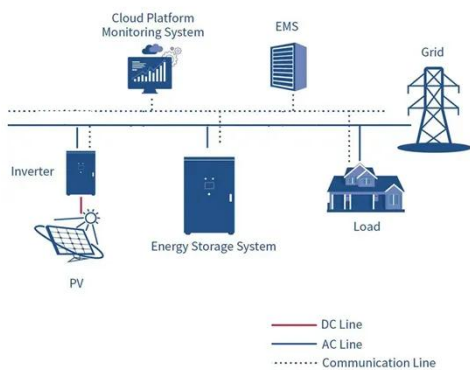 Cloud Platform
Monitoring System
EMS
Grid
Inverter
Energy Storage System
Load
PV
DC Line
AC Line
Communication Line